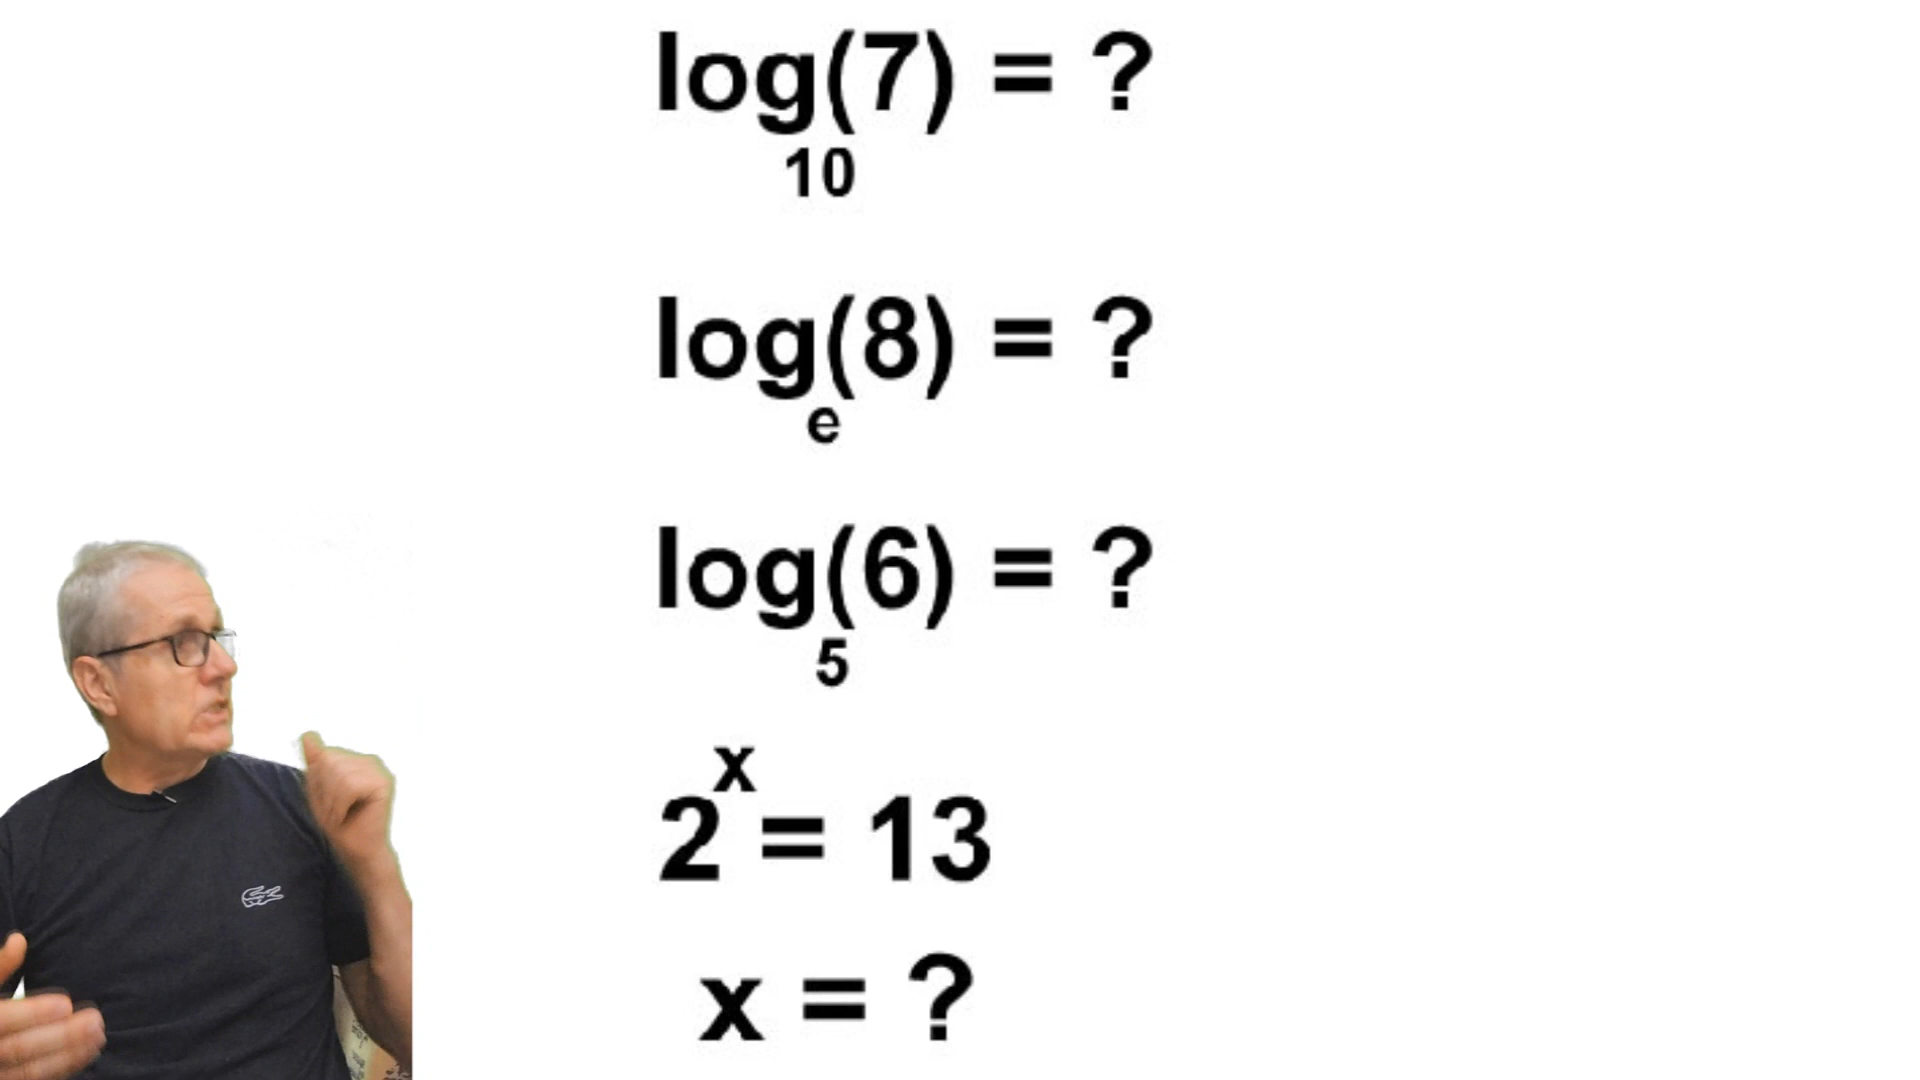 log(7) = ?
10
log(8) = ?
e
log(6) = ?
5
x
2 = 13
x = ?